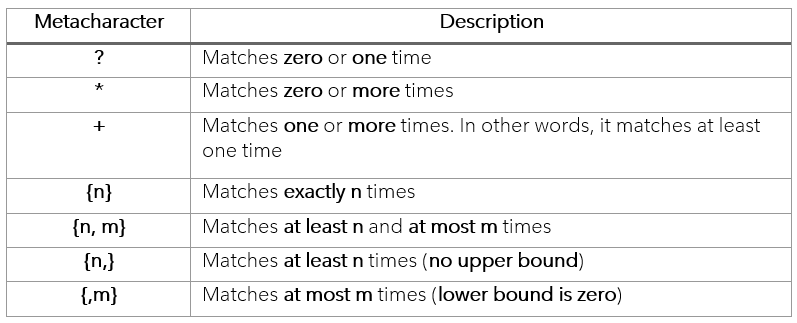 Metacharacter Description
? Matches zero or one time
* Matches zero or more times
+ Matches one or more times. In other words, it matches at least
one time
{n} Matches exactly n times
{n, m} Matches at least n and at most m times
{n,} Matches at least n times (no upper bound)
{,m} Matches at most m times (lower bound is zero)